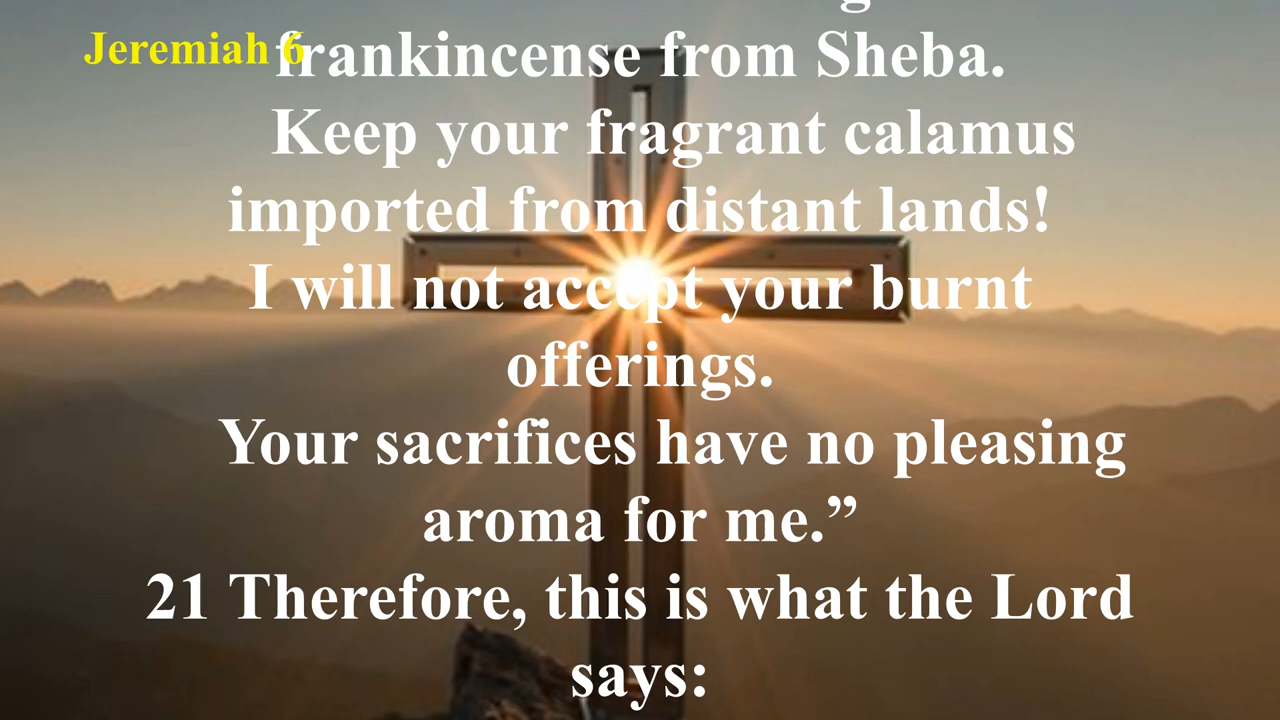 Jeremiah 6
frankincense from Sheba.
Keep your fragrant calamus
imported from distant lands!
I will not accept your burnt
offerings.
Your sacrifices have no pleasing
aroma for me.”
21 Therefore, this is what the Lord
says: